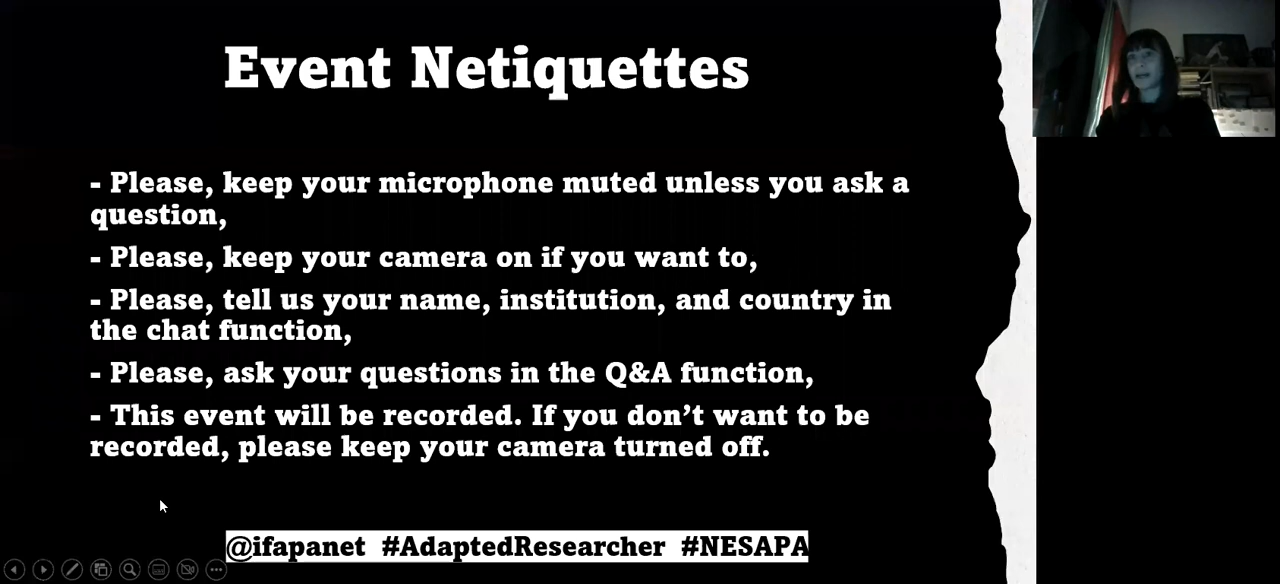 Event Netiquettes
- Please, keep your microphone muted unless you ask a
question,
- Please, keep your camera on if you want to,
- Please, tell us your name, institution, and country in
the chat function,
- Please, ask your questions in the Q&A function,
- This event will be recorded. If you don’t want to be
recorded, please keep your camera turned off.
@ifapanet #AdaptedResearcher #NESAPA